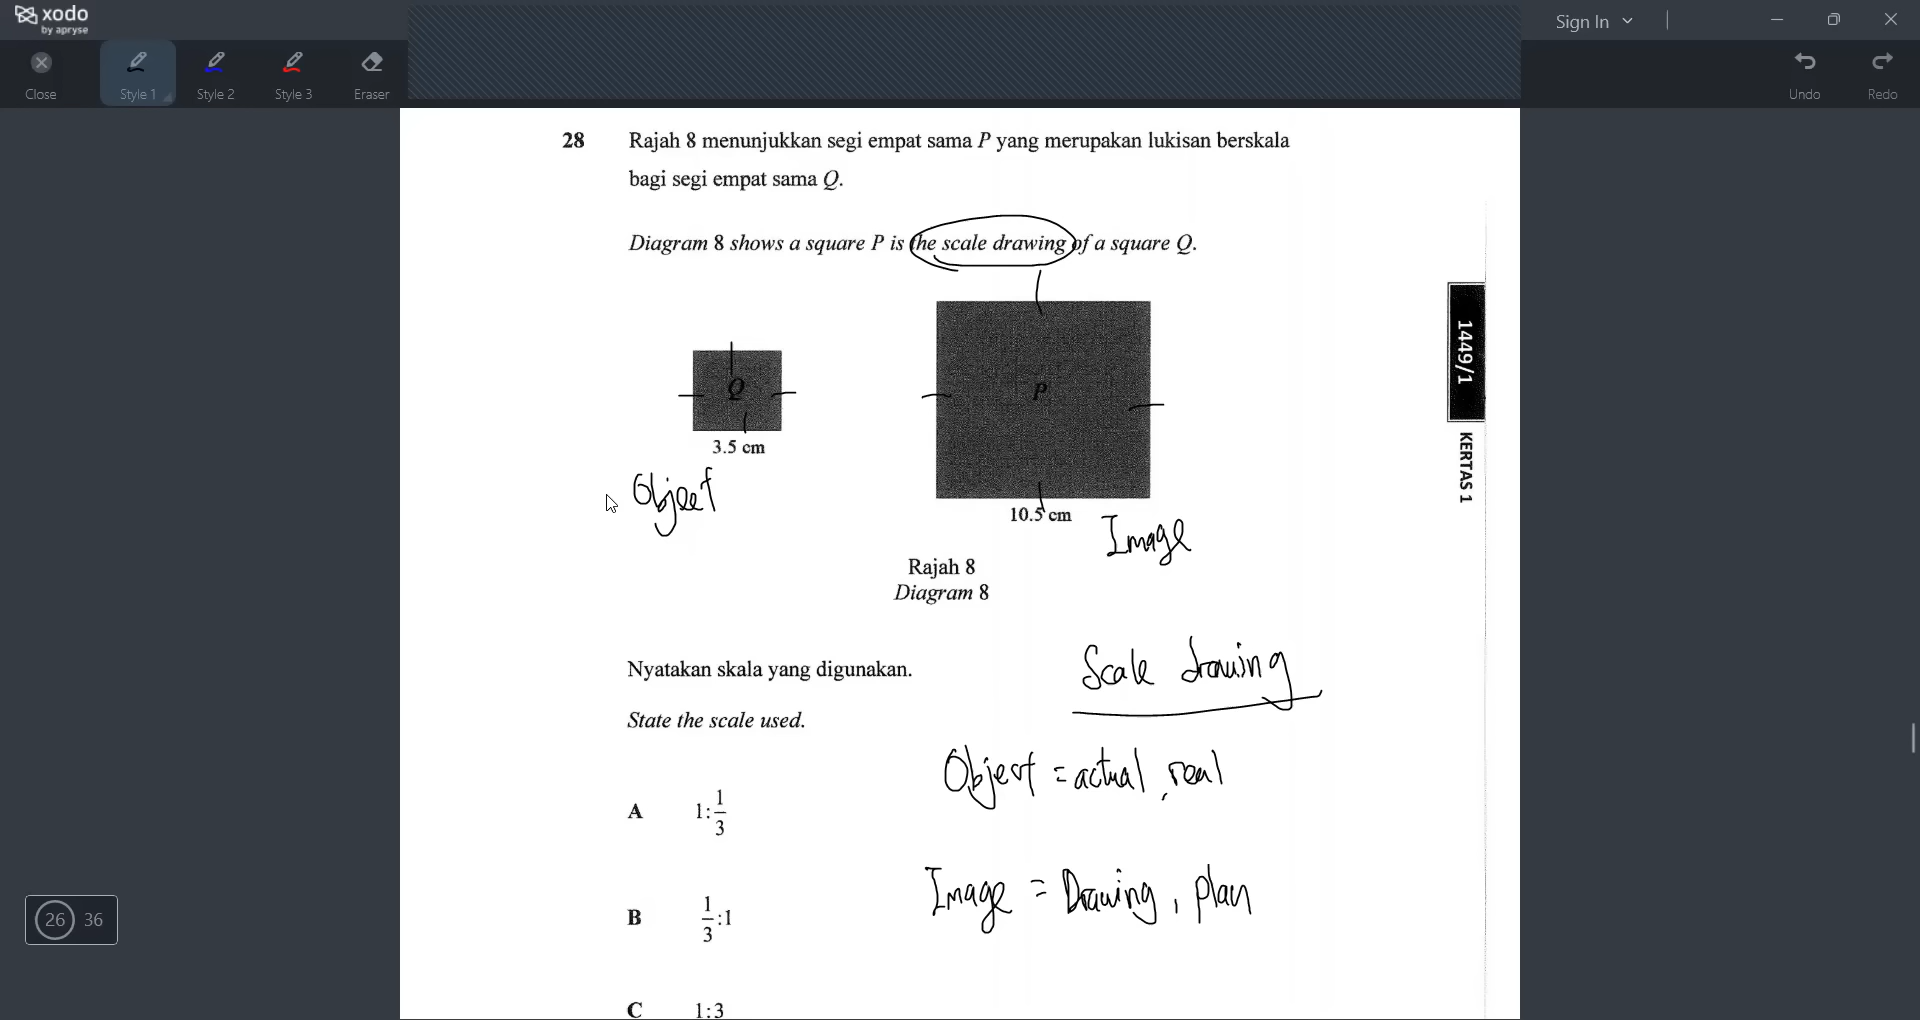 xodo
by apryse
Sign In
Close
Style 1
Style 2
Style 3
Eraser
Undo
Redo
28 Rajah 8 menunjukkan segi empat sama P yang merupakan lukisan berskala
bagi segi empat sama Q.
Diagram 8 shows a square P is the scale drawing of a square Q.
Q
3.5 cm
Object
P
10.5 cm
Image
Rajah 8
Diagram 8
1449/1
KERTAS 1
Nyatakan skala yang digunakan.
State the scale used.
Scale drawing
Object = actual, real
Image = Drawing, plan
A 1:1/3
B 1/3:1
C 1:3
26 36